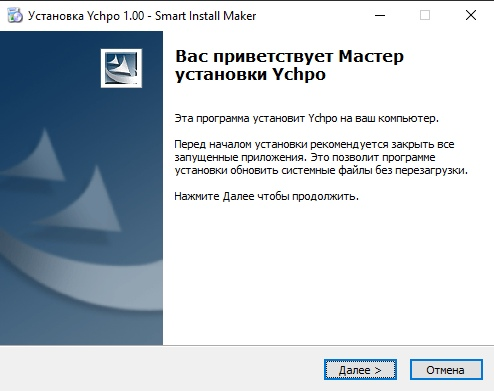 Установка Ychpo 1.00 - Smart Install Maker
Вас приветствует Мастер
установки Ychpo
Эта программа установит Ychpo на ваш компьютер.
Перед началом установки рекомендуется закрыть все
запущенные приложения. Это позволит программе
установки обновить системные файлы без перезагрузки.
Нажмите Далее чтобы продолжить.
Далее >
Отмена